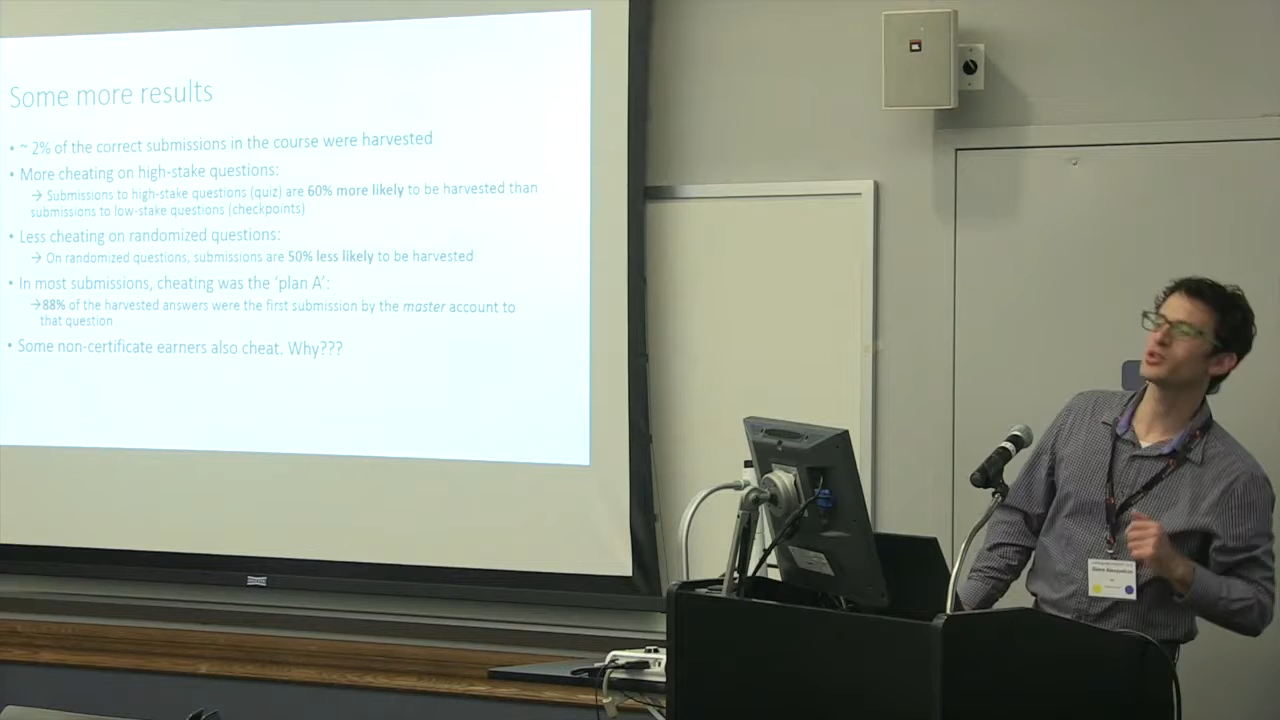 Some more results
• ~ 2% of the correct submissions in the course were harvested
• More cheating on high-stake questions:
→ Submissions to high-stake questions (quiz) are 60% more likely to be harvested than
submissions to low-stake questions (checkpoints)
• Less cheating on randomized questions:
→ On randomized questions, submissions are 50% less likely to be harvested
• In most submissions, cheating was the ‘plan A’:
→88% of the harvested answers were the first submission by the master account to
that question
• Some non-certificate earners also cheat. Why???
JBL